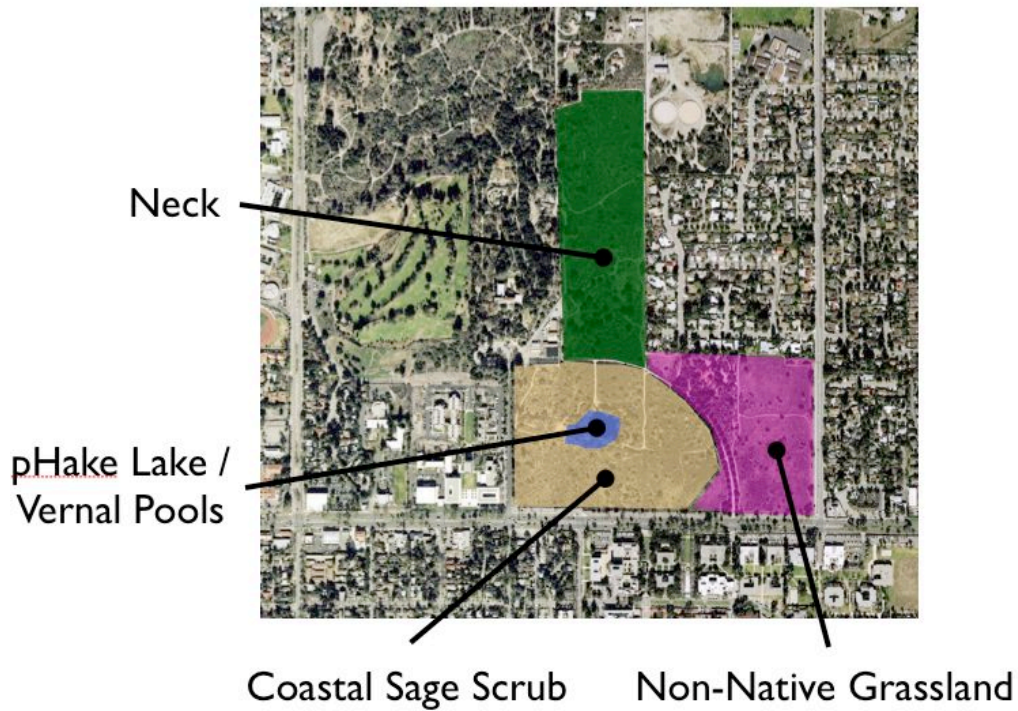 Neck
pHake Lake /
Vernal Pools
Coastal Sage Scrub
Non-Native Grassland